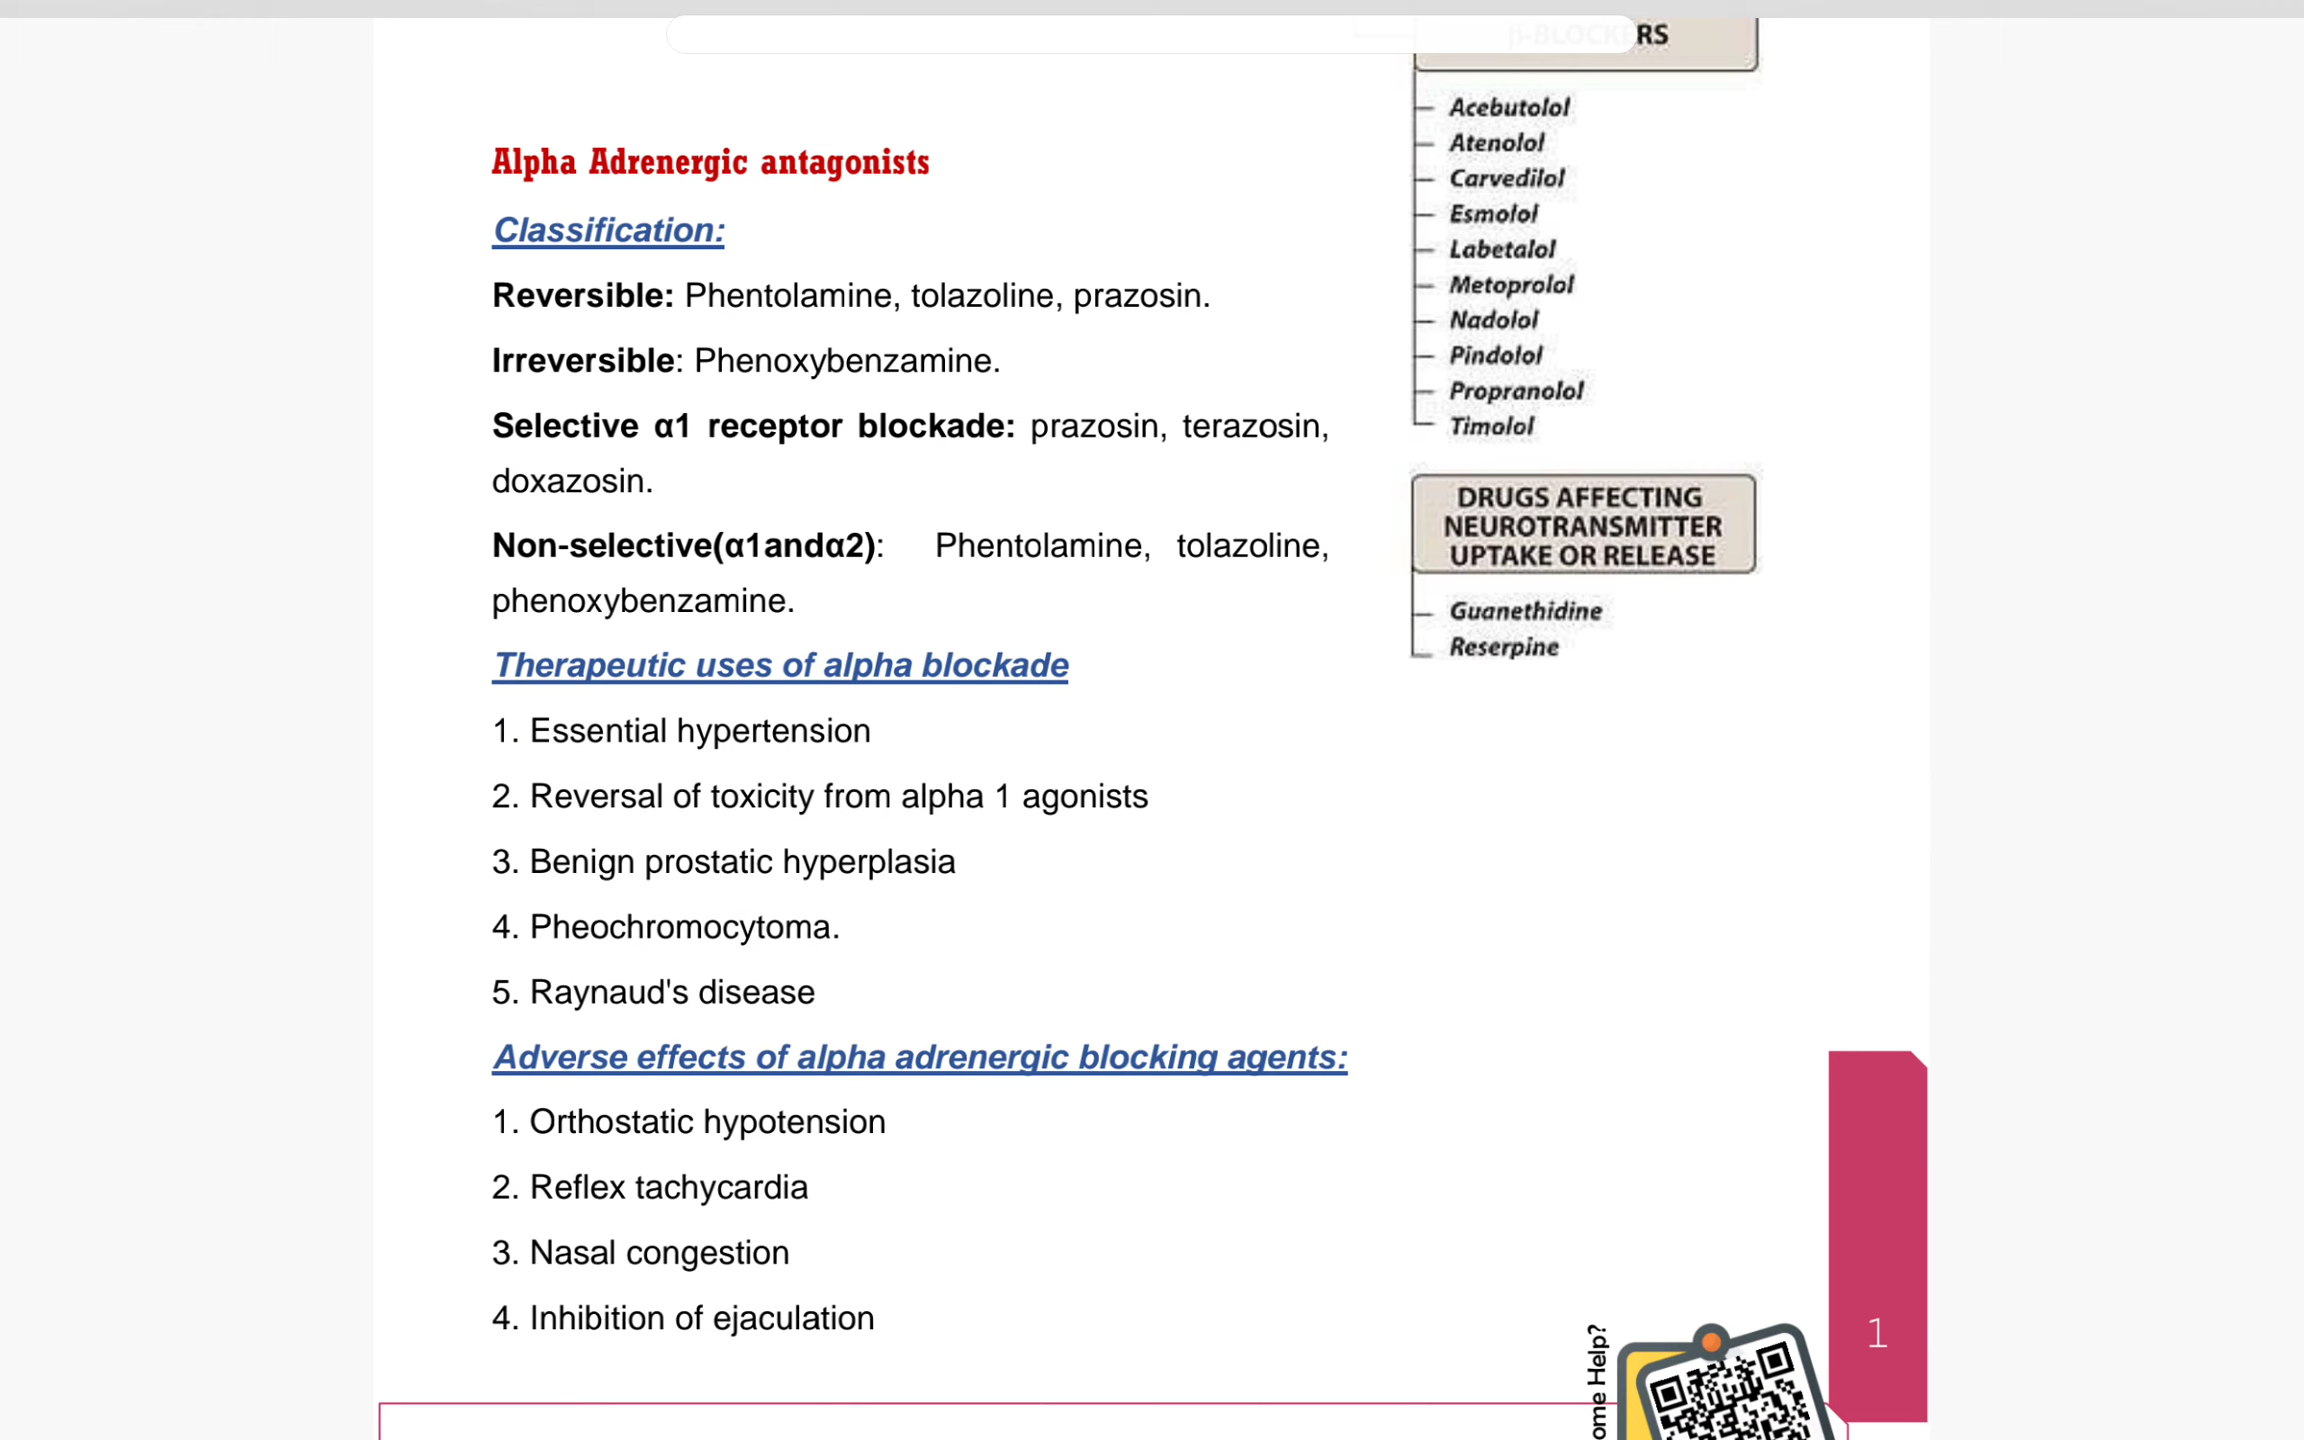 β-BLOCKERS
Acebutolol
Atenolol
Carvedilol
Esmolol
Labetalol
Metoprolol
Nadolol
Pindolol
Propranolol
Timolol
DRUGS AFFECTING
NEUROTRANSMITTER
UPTAKE OR RELEASE
Guanethidine
Reserpine
Alpha Adrenergic antagonists
Classification:
Reversible: Phentolamine, tolazoline, prazosin.
Irreversible: Phenoxybenzamine.
Selective α1 receptor blockade: prazosin, terazosin,
doxazosin.
Non-selective(α1andα2): Phentolamine, tolazoline,
phenoxybenzamine.
Therapeutic uses of alpha blockade
1. Essential hypertension
2. Reversal of toxicity from alpha 1 agonists
3. Benign prostatic hyperplasia
4. Pheochromocytoma.
5. Raynaud's disease
Adverse effects of alpha adrenergic blocking agents:
1. Orthostatic hypotension
2. Reflex tachycardia
3. Nasal congestion
4. Inhibition of ejaculation
1
ome Help?